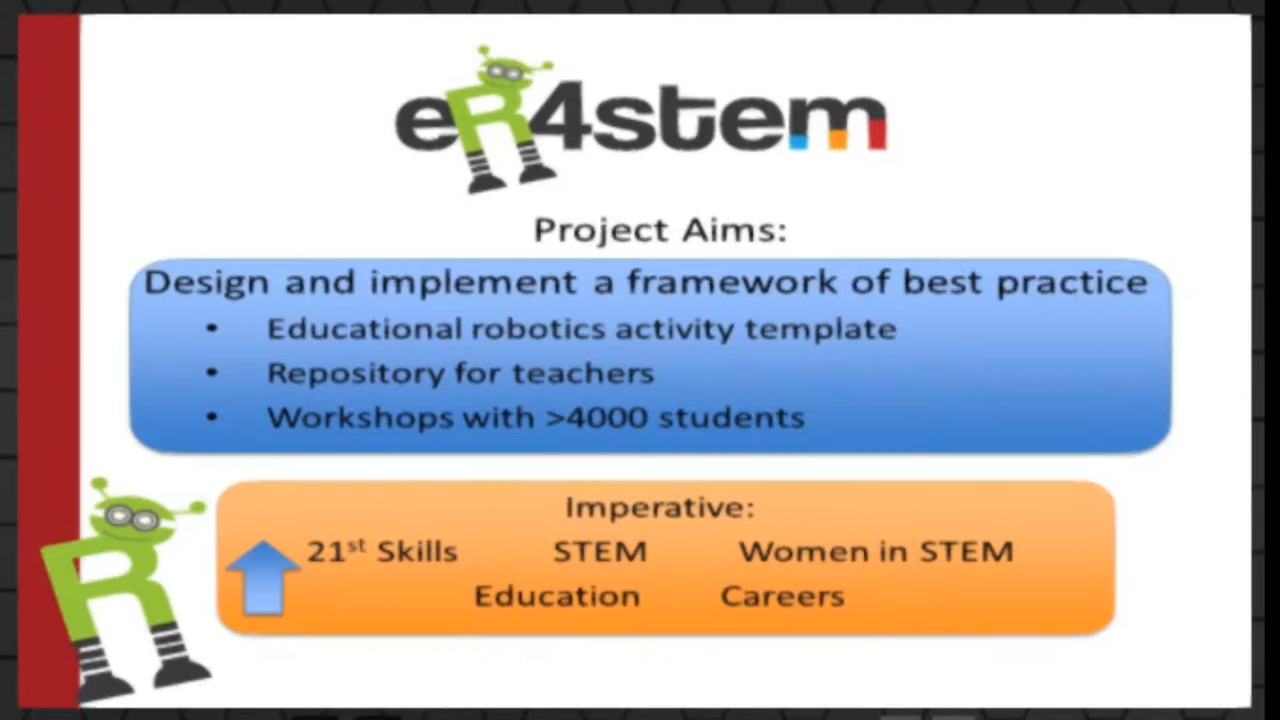 eR4stem
Project Aims:
Design and implement a framework of best practice
• Educational robotics activity template
• Repository for teachers
• Workshops with >4000 students
Imperative:
21st Skills STEM Women in STEM
Education Careers